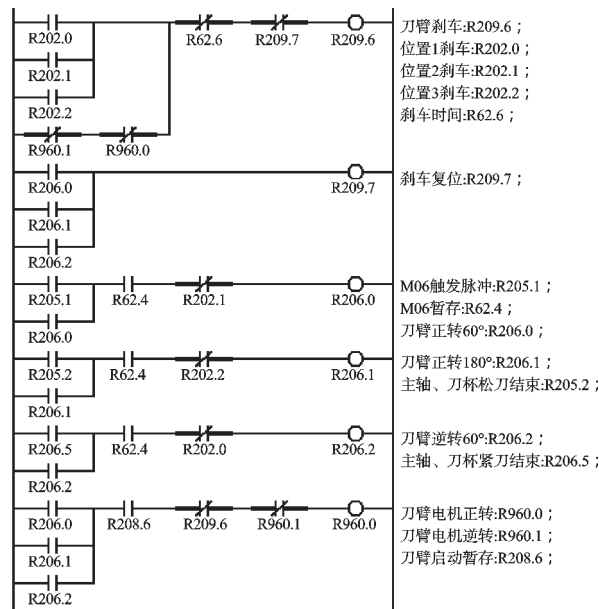 R202.0 R62.6 R209.7 R209.6 刀臂刹车:R209.6；
位置1刹车:R202.0；
R202.1 位置2刹车:R202.1；
R202.2 位置3刹车:R202.2；
刹车时间:R62.6；
R960.1 R960.0
R206.0 R209.7 刹车复位:R209.7；
R206.1
R206.2
R205.1 R62.4 R202.1 R206.0 M06触发脉冲:R205.1；
M06暂存:R62.4；
R206.0 刀臂正转60°:R206.0；
R205.2 R62.4 R202.2 R206.1 刀臂正转180°:R206.1；
主轴、刀杯松刀结束:R205.2；
R206.1
R206.5 R62.4 R202.0 R206.2 刀臂逆转60°:R206.2；
主轴、刀杯紧刀结束:R206.5；
R206.2
R206.0 R208.6 R209.6 R960.1 R960.0 刀臂电机正转:R960.0；
刀臂电机逆转:R960.1；
R206.1 刀臂启动暂存:R208.6；
R206.2